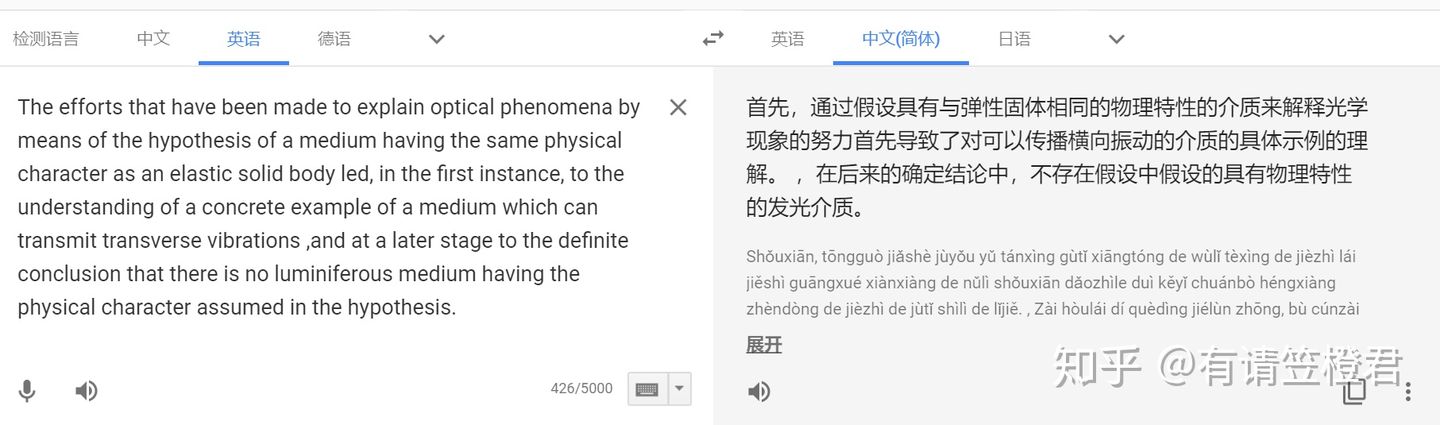 检测语言 中文 英语 德语 英语 中文(简体) 日语
The efforts that have been made to explain optical phenomena by
means of the hypothesis of a medium having the same physical
character as an elastic solid body led, in the first instance, to the
understanding of a concrete example of a medium which can
transmit transverse vibrations ,and at a later stage to the definite
conclusion that there is no luminiferous medium having the
physical character assumed in the hypothesis.
426/5000
首先，通过假设具有与弹性固体相同的物理特性的介质来解释光学
现象的努力首先导致了对可以传播横向振动的介质的具体示例的理
解。 ，在后来的确定结论中，不存在假设中假设的具有物理特性
的发光介质。
Shǒuxiān, tōngguò jiǎshè jùyǒu yǔ tánxìng gùtǐ xiāngtóng de wùlǐ tèxìng de jièzhì lái
jiěshì guāngxué xiànxiàng de nǔlì shǒuxiān dǎozhìle duì kěyǐ chuánbò héngxiàng
zhèndòng de jièzhì de jùtǐ shìlì de lǐjiě. , Zài hòulái dí quèdìng jiélùn zhōng, bù cúnzài
展开
知乎 @有请笠橙君